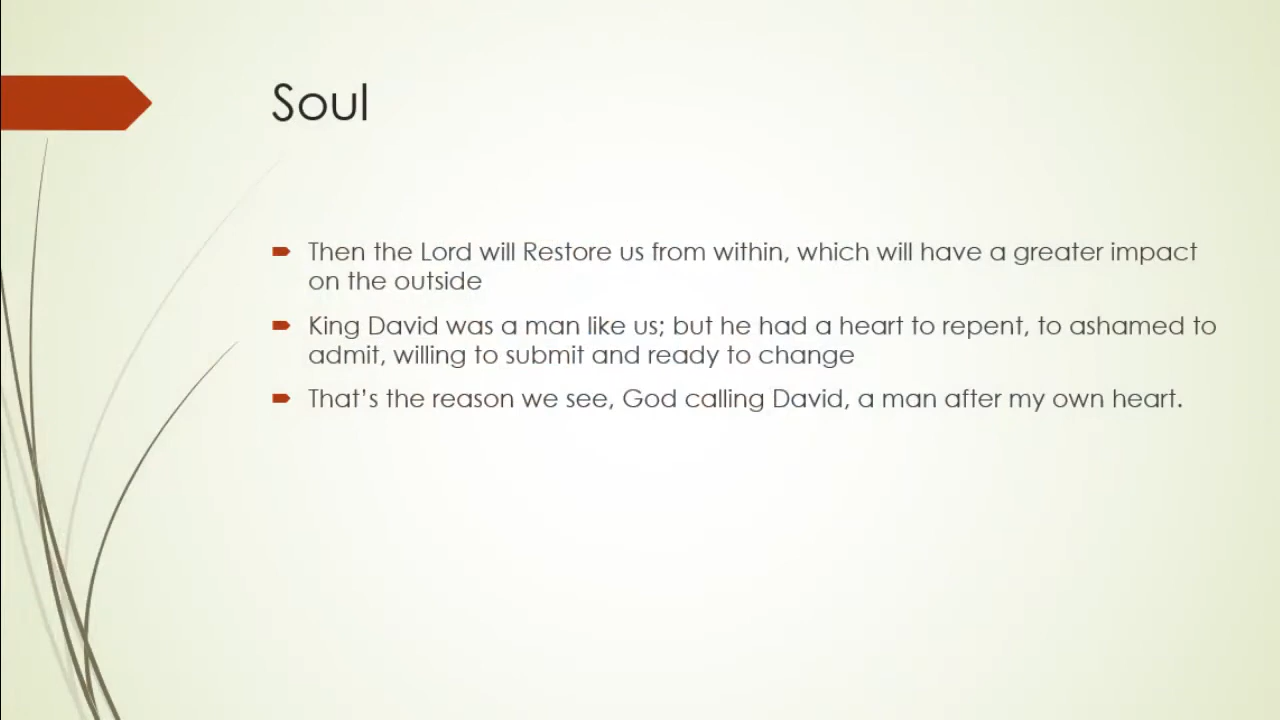 Soul
Then the Lord will Restore us from within, which will have a greater impact
on the outside
King David was a man like us; but he had a heart to repent, to ashamed to
admit, willing to submit and ready to change
That's the reason we see, God calling David, a man after my own heart.